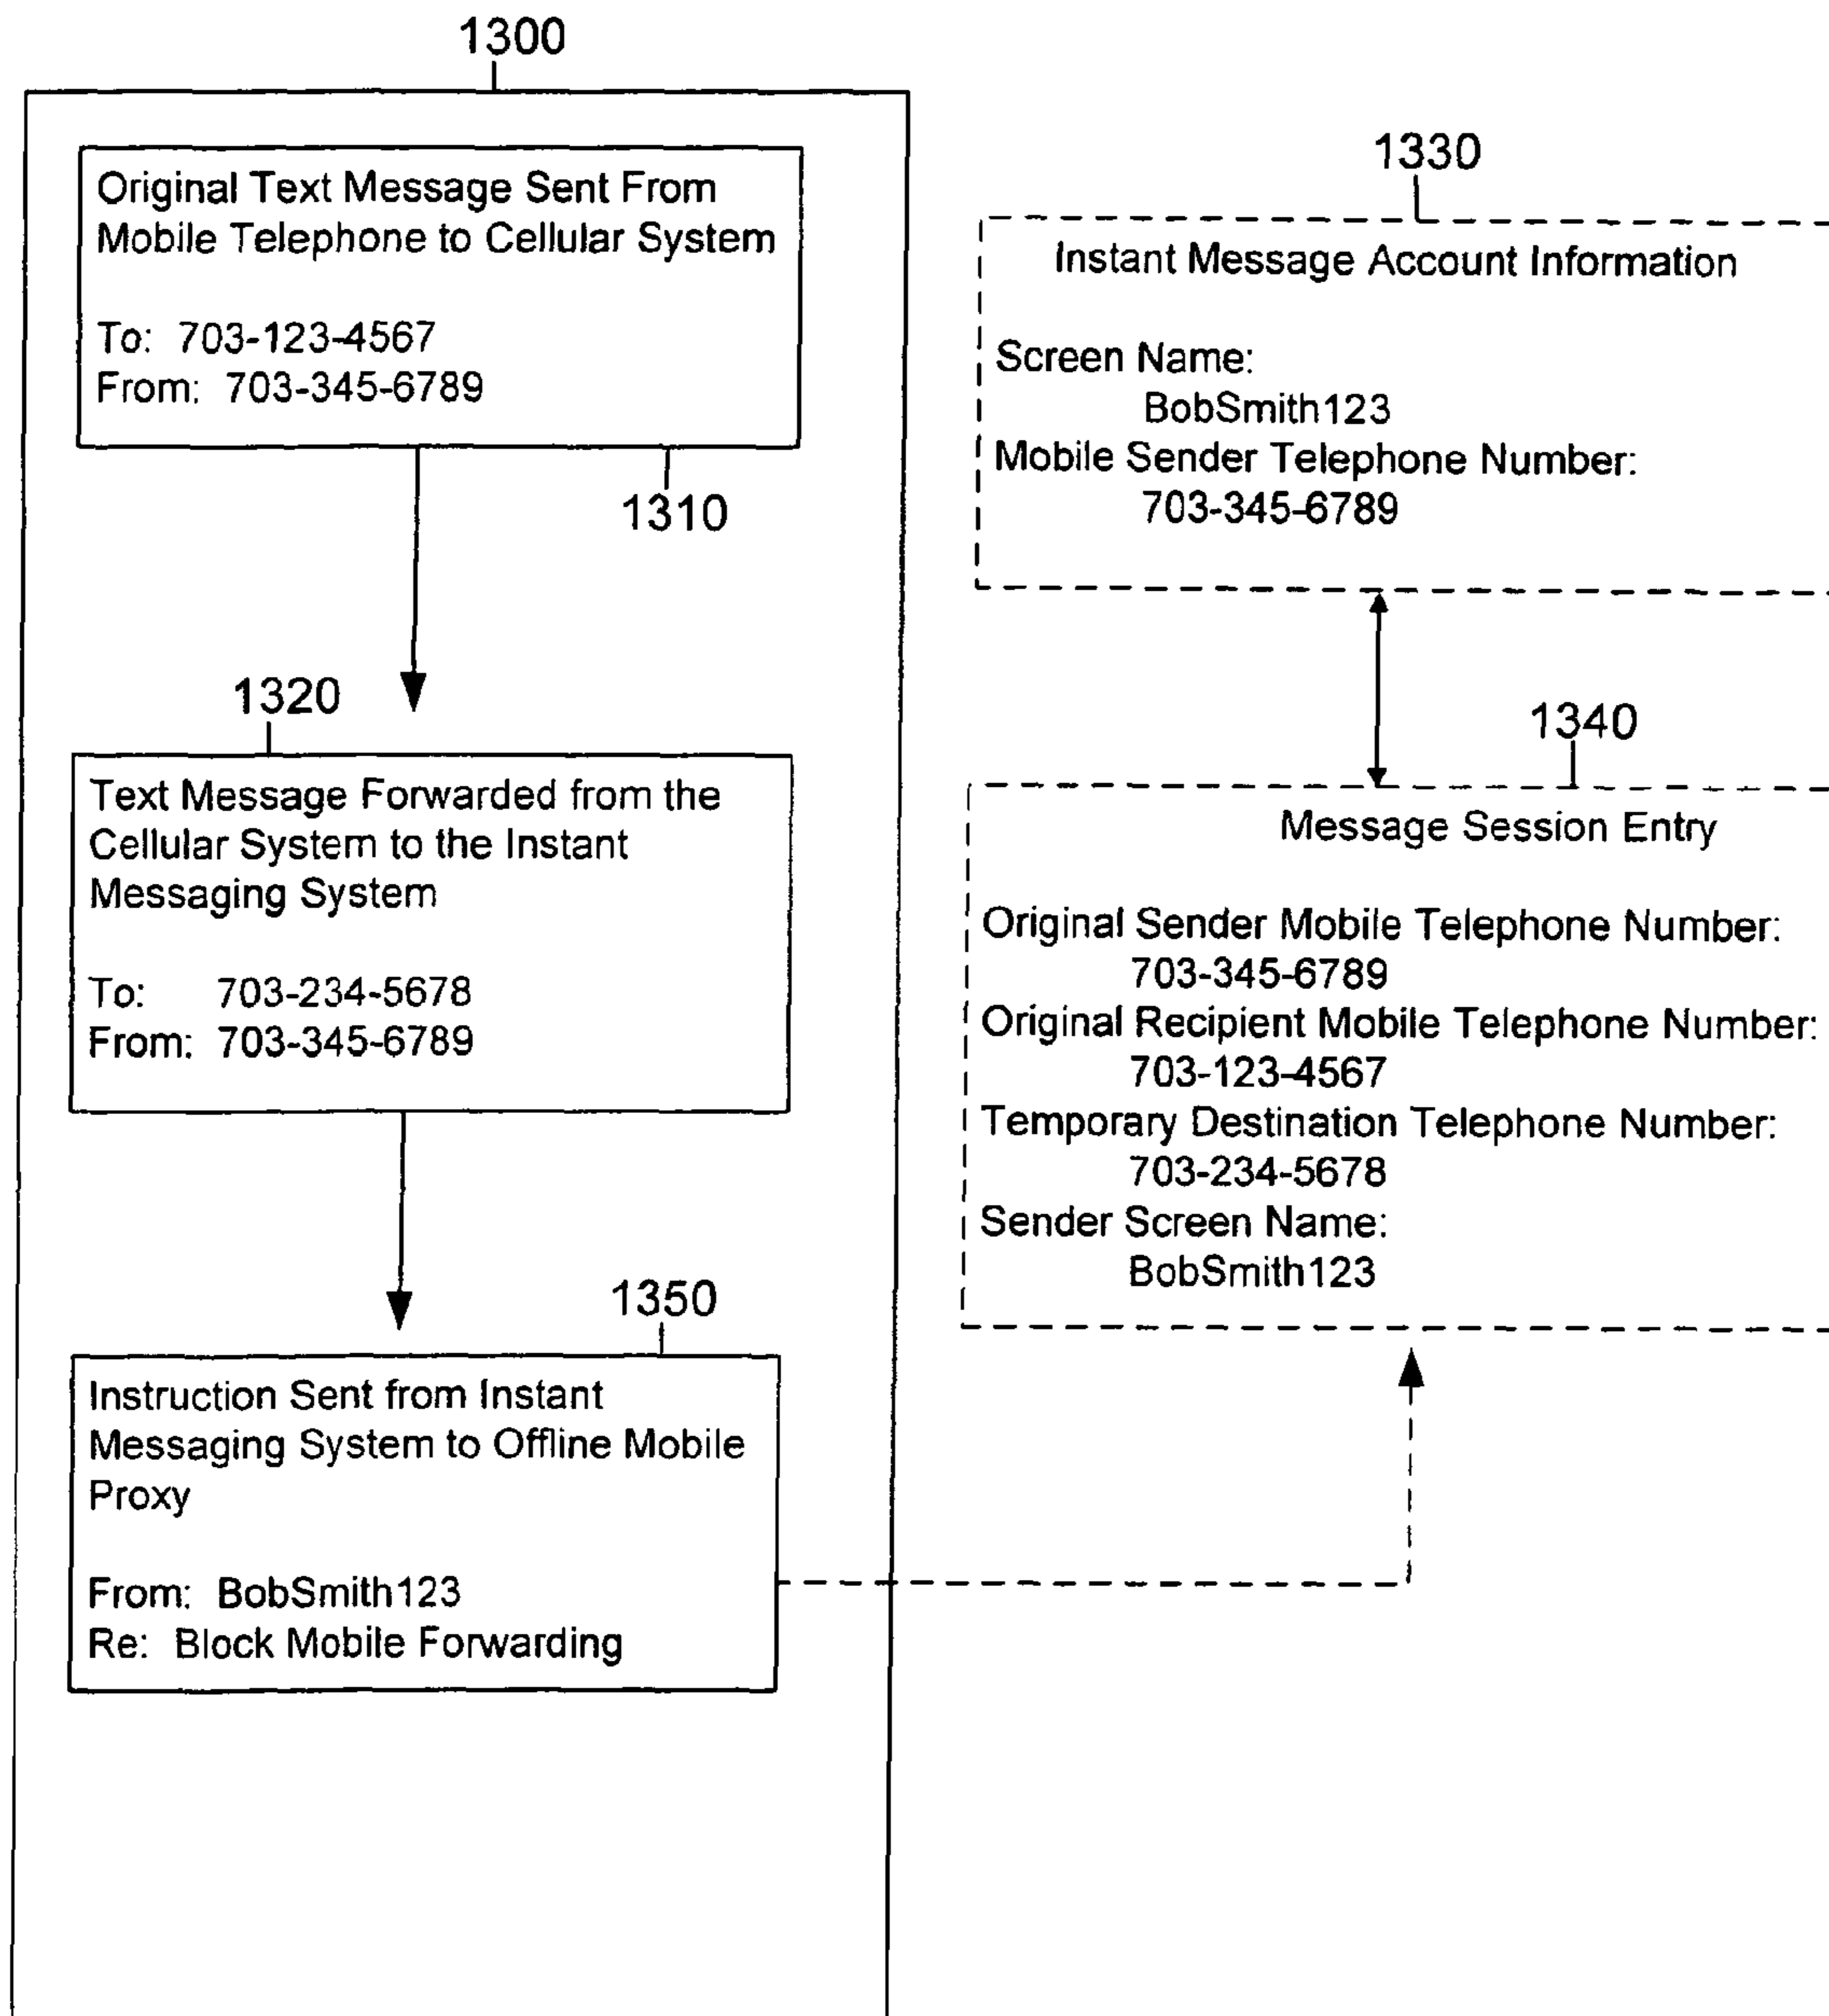 1300
Original Text Message Sent From
Mobile Telephone to Cellular System
To: 703-123-4567
From: 703-345-6789
1310
1320
Text Message Forwarded from the
Cellular System to the Instant
Messaging System
To: 703-234-5678
From: 703-345-6789
1350
Instruction Sent from Instant
Messaging System to Offline Mobile
Proxy
From: BobSmith123
Re: Block Mobile Forwarding
1330
Instant Message Account Information
Screen Name:
BobSmith123
Mobile Sender Telephone Number:
703-345-6789
1340
Message Session Entry
Original Sender Mobile Telephone Number:
703-345-6789
Original Recipient Mobile Telephone Number:
703-123-4567
Temporary Destination Telephone Number:
703-234-5678
Sender Screen Name:
BobSmith123